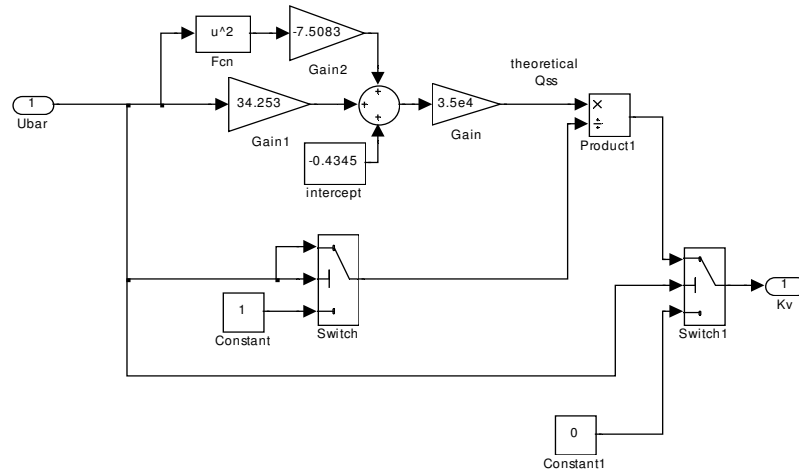 u^2
-7.5083
Fcn
Gain2
theoretical
Qss
1
Ubar
34.253
Gain1
+
+
+
3.5e4
Gain
×
÷
Product1
-0.4345
intercept
1
Constant
Switch
1
Kv
Switch1
0
Constant1